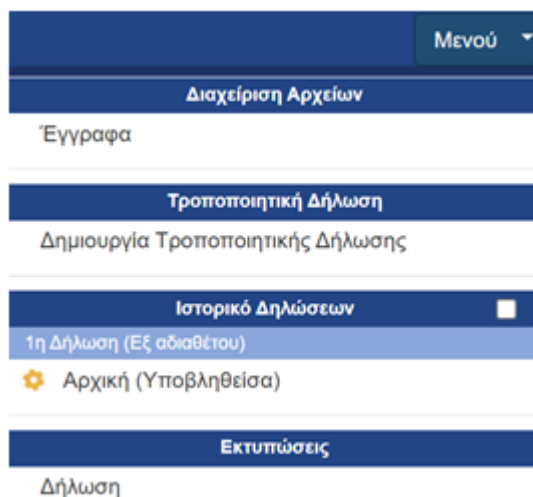 Μενού
Διαχείριση Αρχείων
Έγγραφα
Τροποποιητική Δήλωση
Δημιουργία Τροποποιητικής Δήλωσης
Ιστορικό Δηλώσεων
1η Δήλωση (Εξ αδιαθέτου)
Αρχική (Υποβληθείσα)
Εκτυπώσεις
Δήλωση